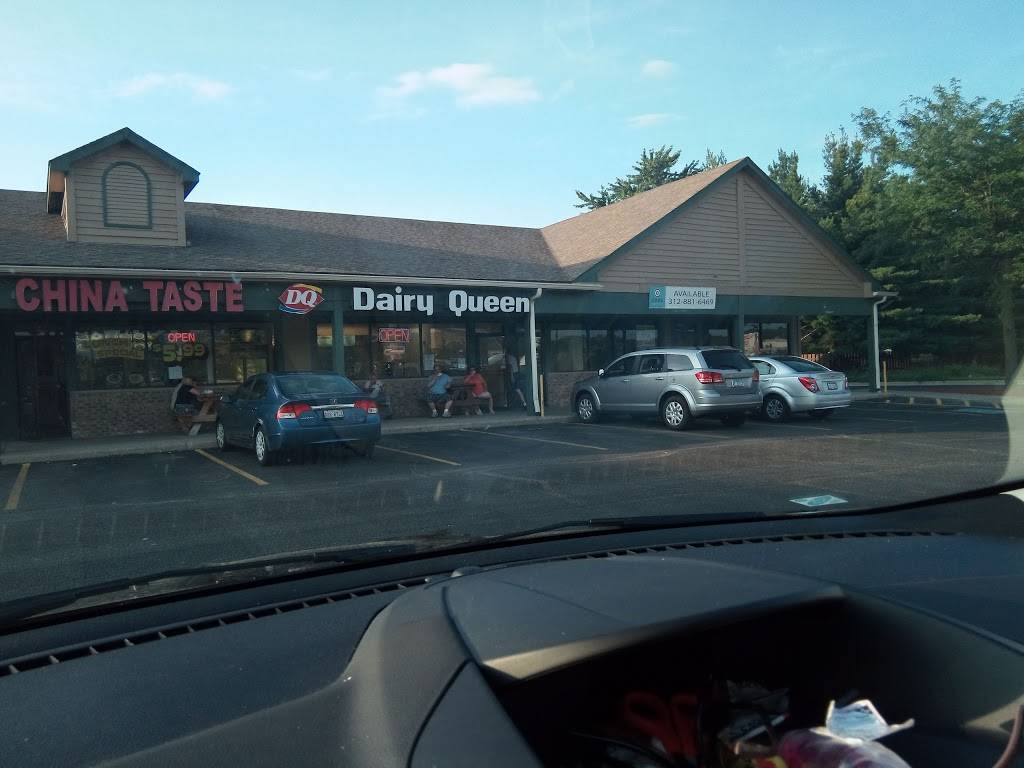 CHINA TASTE
DQ
Dairy Queen
AVAILABLE
312-881-6469
OPEN
OPEN